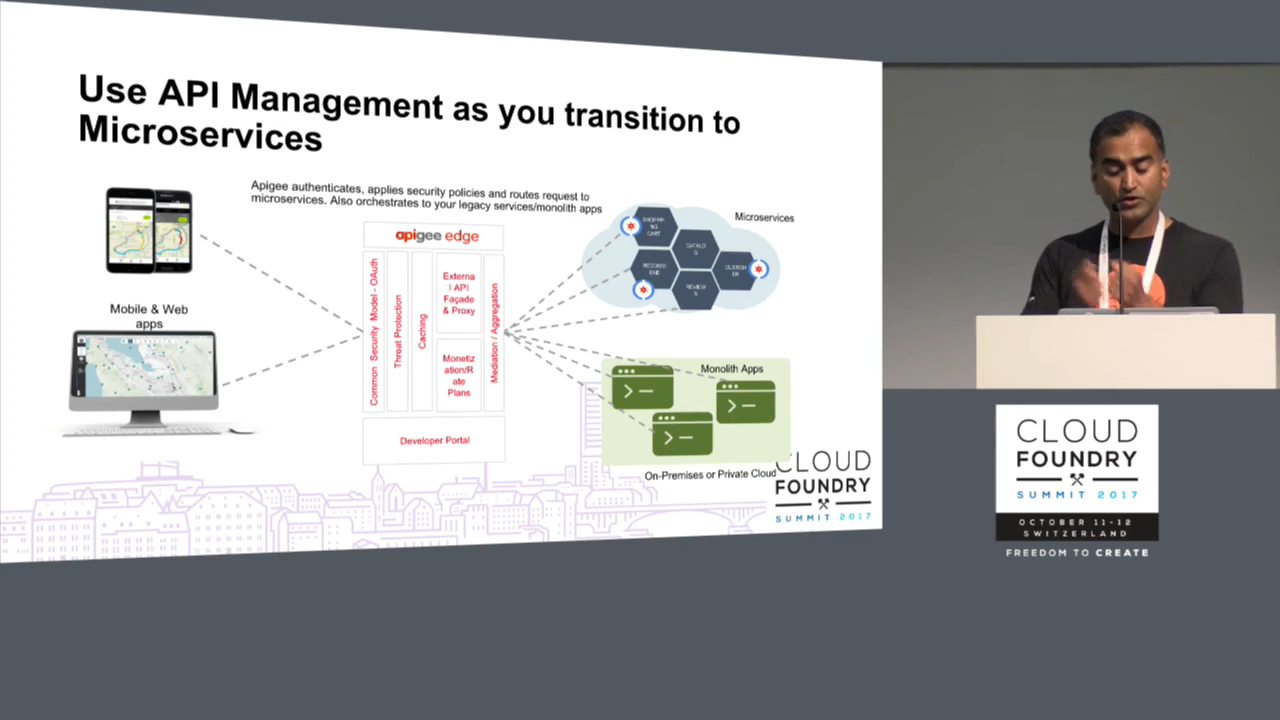 Use API Management as you transition to
Microservices
Apigee authenticates, applies security policies and routes request to
microservices. Also orchestrates to your legacy services/monolith apps
Mobile & Web
apps
apigee edge
Common Security Model - OAuth
Threat Protection
Caching
Externa
l API
Façade
& Proxy
Monetiz
ation/R
ate
Plans
Mediation / Aggregation
Developer Portal
Microservices
CATALO
G
REVIEW
S
Monolith Apps
On-Premises or Private Cloud
CLOUD
FOUNDRY
SUMMIT 2017
CLOUD
FOUNDRY
SUMMIT 2017
OCTOBER 11-12
SWITZERLAND
FREEDOM TO CREATE